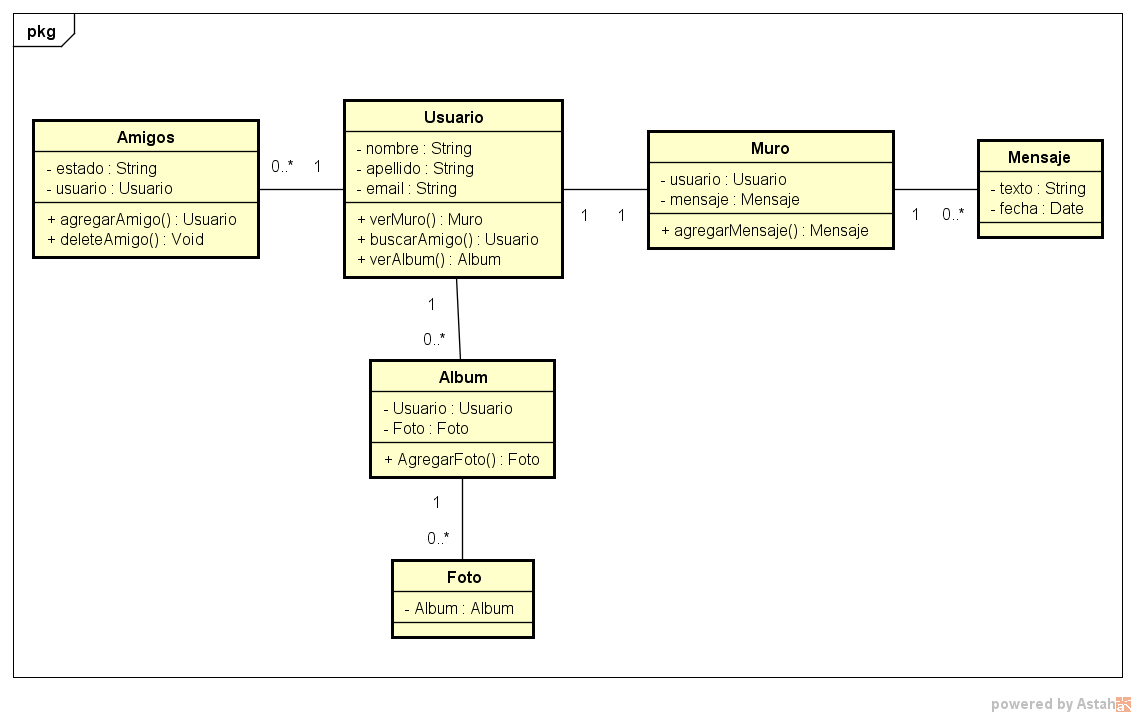 pkg
Amigos
- estado : String
- usuario : Usuario
+ agregarAmigo() : Usuario
+ deleteAmigo() : Void
0..*
1
Usuario
- nombre : String
- apellido : String
- email : String
+ verMuro() : Muro
+ buscarAmigo() : Usuario
+ verAlbum() : Album
1
1
Muro
- usuario : Usuario
- mensaje : Mensaje
+ agregarMensaje() : Mensaje
1
0..*
Mensaje
- texto : String
- fecha : Date
1
0..*
Album
- Usuario : Usuario
- Foto : Foto
+ AgregarFoto() : Foto
1
0..*
Foto
- Album : Album
powered by Astah